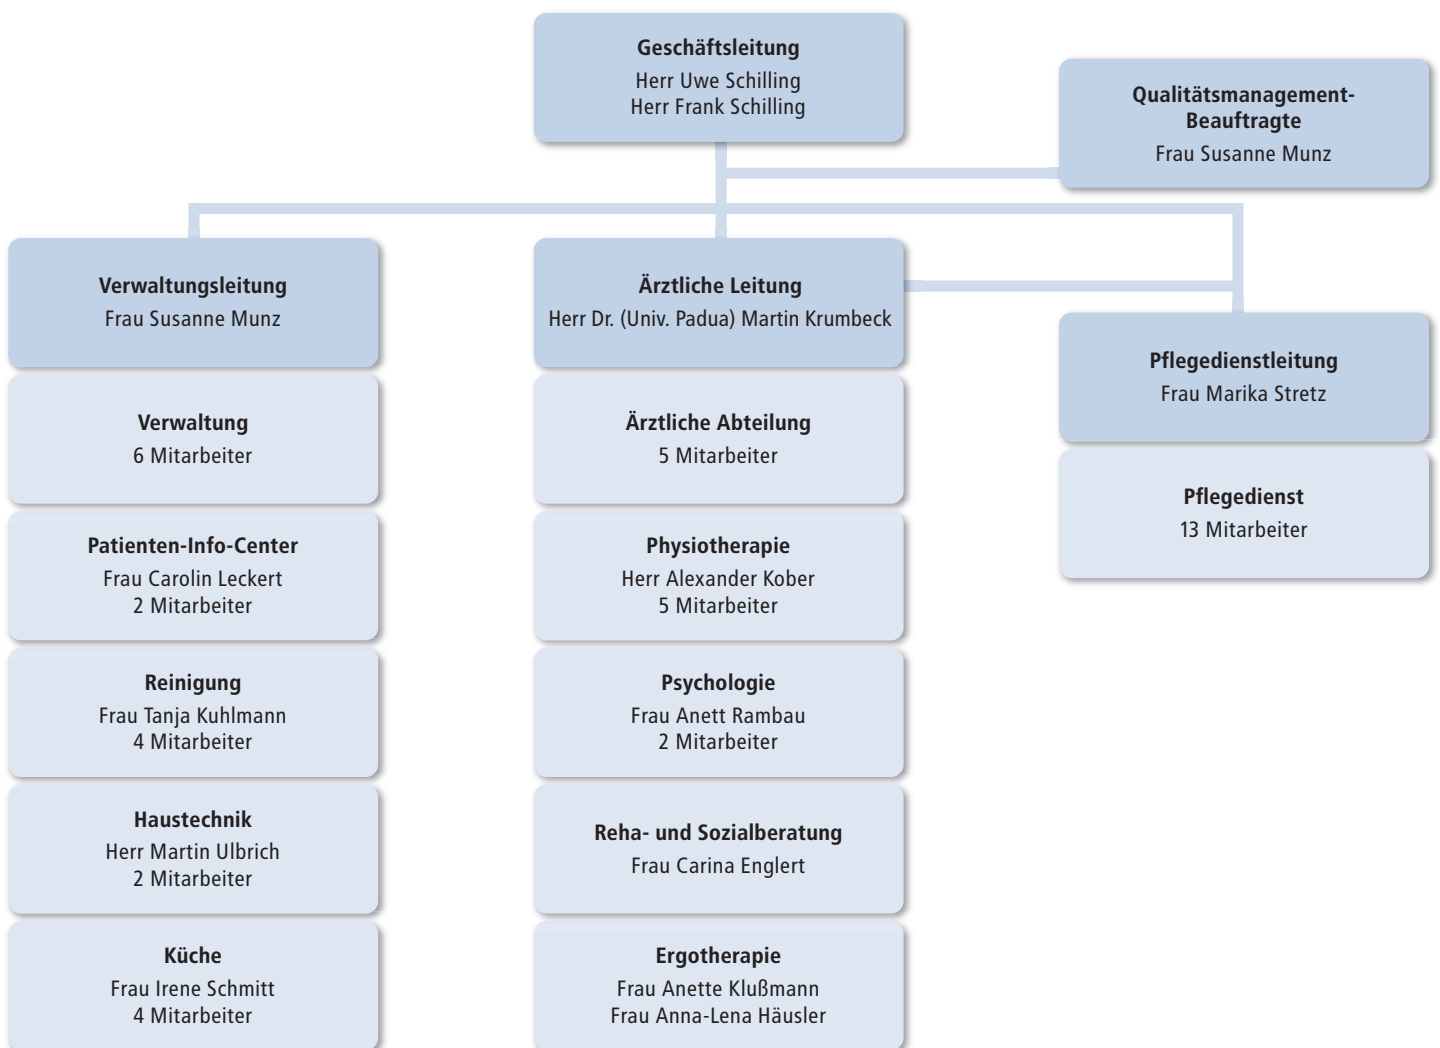 Geschäftsleitung
Herr Uwe Schilling
Herr Frank Schilling
Qualitätsmanagement-
Beauftragte
Frau Susanne Munz
Verwaltungsleitung
Frau Susanne Munz
Verwaltung
6 Mitarbeiter
Patienten-Info-Center
Frau Carolin Leckert
2 Mitarbeiter
Reinigung
Frau Tanja Kuhlmann
4 Mitarbeiter
Haustechnik
Herr Martin Ulbrich
2 Mitarbeiter
Küche
Frau Irene Schmitt
4 Mitarbeiter
Ärztliche Leitung
Herr Dr. (Univ. Padua) Martin Krumbeck
Ärztliche Abteilung
5 Mitarbeiter
Physiotherapie
Herr Alexander Kober
5 Mitarbeiter
Psychologie
Frau Anett Rambau
2 Mitarbeiter
Reha- und Sozialberatung
Frau Carina Englert
Ergotherapie
Frau Anette Klußmann
Frau Anna-Lena Häusler
Pflegedienstleitung
Frau Marika Stretz
Pflegedienst
13 Mitarbeiter